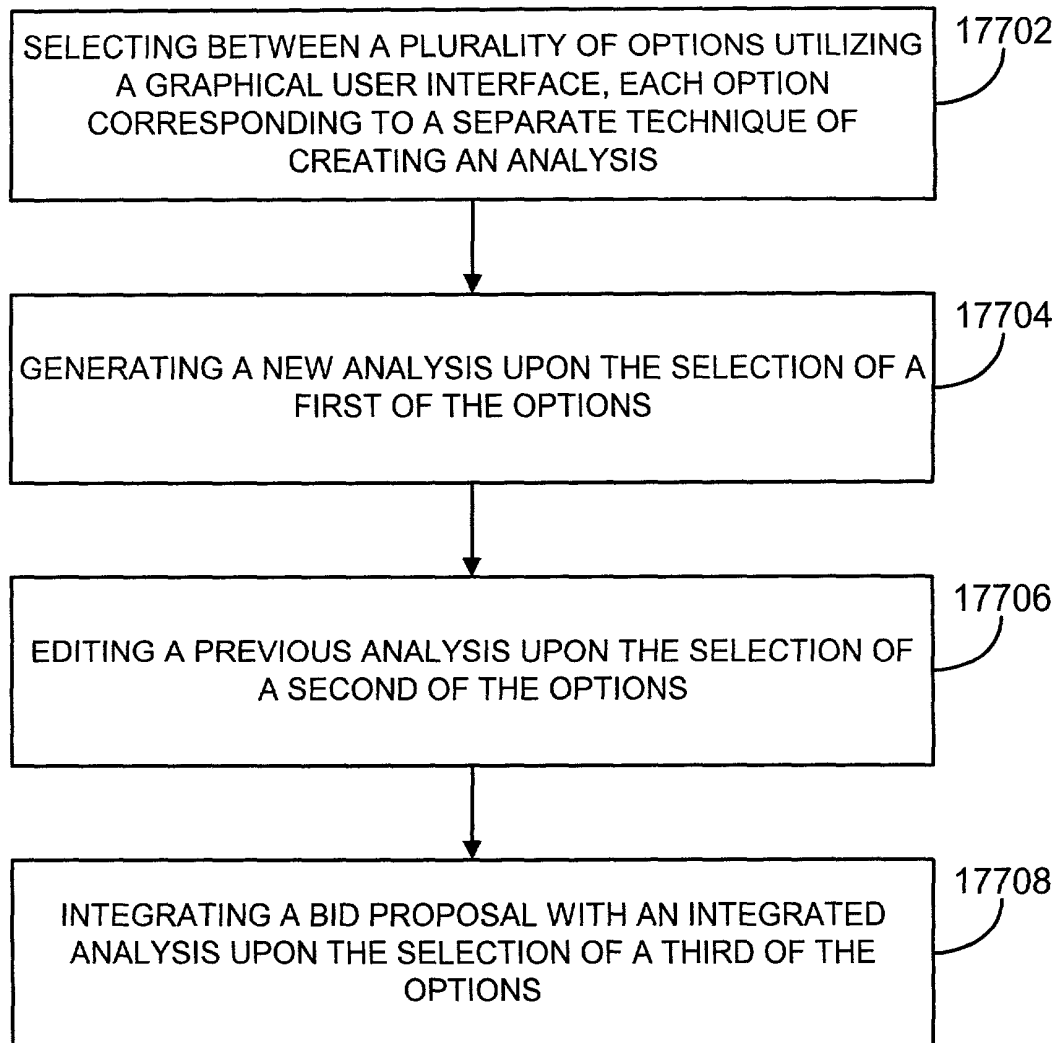 SELECTING BETWEEN A PLURALITY OF OPTIONS UTILIZING
A GRAPHICAL USER INTERFACE, EACH OPTION
CORRESPONDING TO A SEPARATE TECHNIQUE OF
CREATING AN ANALYSIS
17702
GENERATING A NEW ANALYSIS UPON THE SELECTION OF A
FIRST OF THE OPTIONS
17704
EDITING A PREVIOUS ANALYSIS UPON THE SELECTION OF
A SECOND OF THE OPTIONS
17706
INTEGRATING A BID PROPOSAL WITH AN INTEGRATED
ANALYSIS UPON THE SELECTION OF A THIRD OF THE
OPTIONS
17708